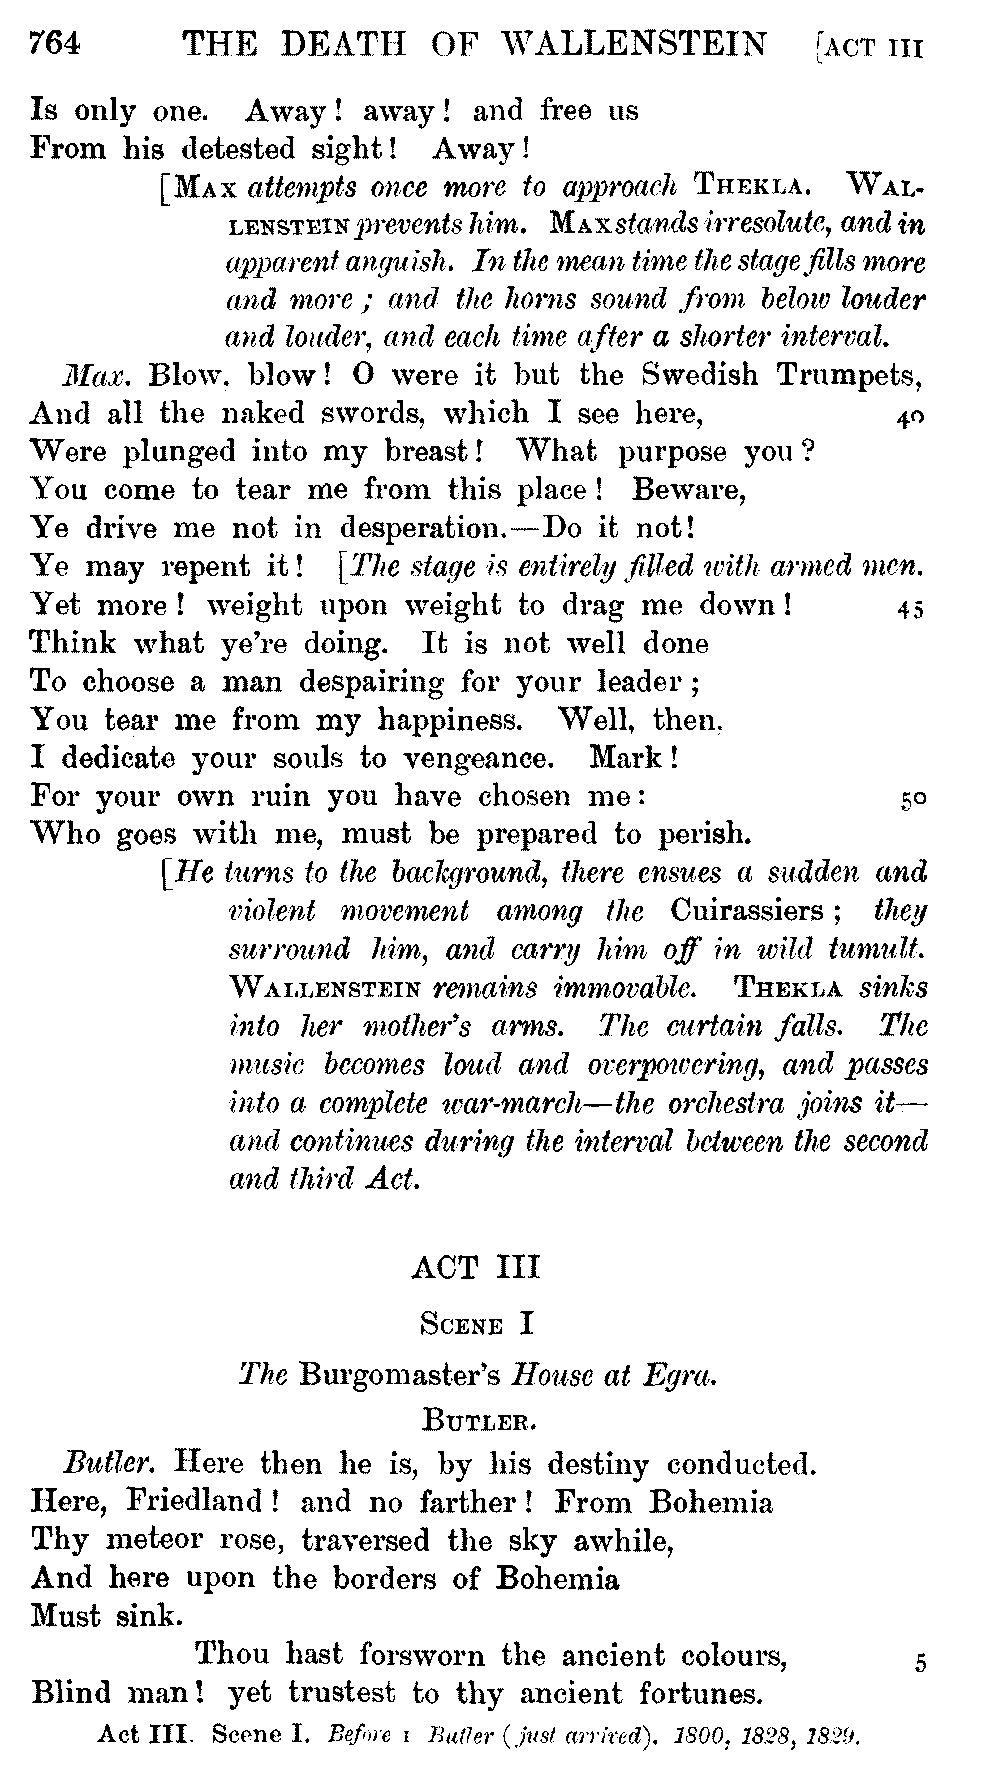 764 THE DEATH OF WALLENSTEIN [ACT III
Is only one. Away! away! and free us
From his detested sight! Away!
[MAX attempts once more to approach THEKLA. WAL-
LENSTEIN prevents him. MAX stands irresolute, and in
apparent anguish. In the mean time the stage fills more
and more; and the horns sound from below louder
and louder, and each time after a shorter interval.
Max. Blow, blow! O were it but the Swedish Trumpets,
And all the naked swords, which I see here, 40
Were plunged into my breast! What purpose you?
You come to tear me from this place! Beware,
Ye drive me not in desperation.—Do it not!
Ye may repent it! [The stage is entirely filled with armed men.
Yet more! weight upon weight to drag me down! 45
Think what ye're doing. It is not well done
To choose a man despairing for your leader;
You tear me from my happiness. Well, then,
I dedicate your souls to vengeance. Mark!
For your own ruin you have chosen me: 50
Who goes with me, must be prepared to perish.
[He turns to the background, there ensues a sudden and
violent movement among the Cuirassiers; they
surround him, and carry him off in wild tumult.
WALLENSTEIN remains immovable. THEKLA sinks
into her mother's arms. The curtain falls. The
music becomes loud and overpowering, and passes
into a complete war-march—the orchestra joins it—
and continues during the interval between the second
and third Act.
ACT III
SCENE I
The Burgomaster's House at Egra.
BUTLER.
Butler. Here then he is, by his destiny conducted.
Here, Friedland! and no farther! From Bohemia
Thy meteor rose, traversed the sky awhile,
And here upon the borders of Bohemia
Must sink.
Thou hast forsworn the ancient colours, 5
Blind man! yet trustest to thy ancient fortunes.
Act III. Scene I. Before 1 Butler (just arrived). 1800, 1828, 1829.